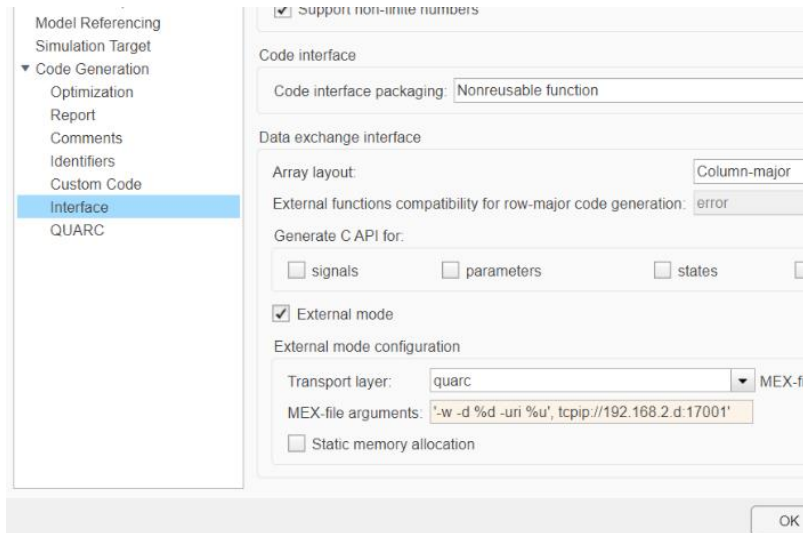 Model Referencing
Simulation Target
Code Generation
Optimization
Report
Comments
Identifiers
Custom Code
Interface
QUARC
Support non-finite numbers
Code interface
Code interface packaging: Nonreusable function
Data exchange interface
Array layout: Column-major
External functions compatibility for row-major code generation: error
Generate C API for:
signals parameters states
External mode
External mode configuration
Transport layer: quarc MEX-fi
MEX-file arguments: '-w -d %d -uri %u', tcpip://192.168.2.d:17001'
Static memory allocation
OK